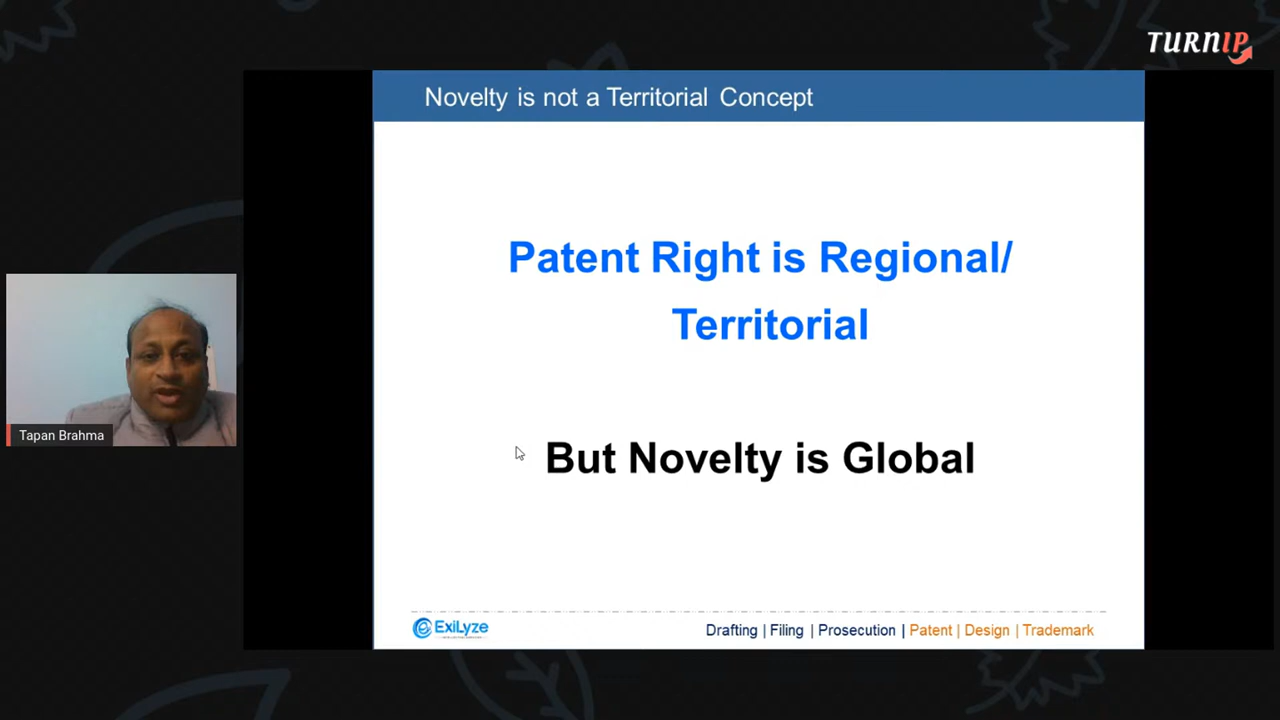 TURNIP
Novelty is not a Territorial Concept
Patent Right is Regional/
Territorial
But Novelty is Global
Tapan Brahma
ExiLyze
Drafting | Filing | Prosecution | Patent | Design | Trademark